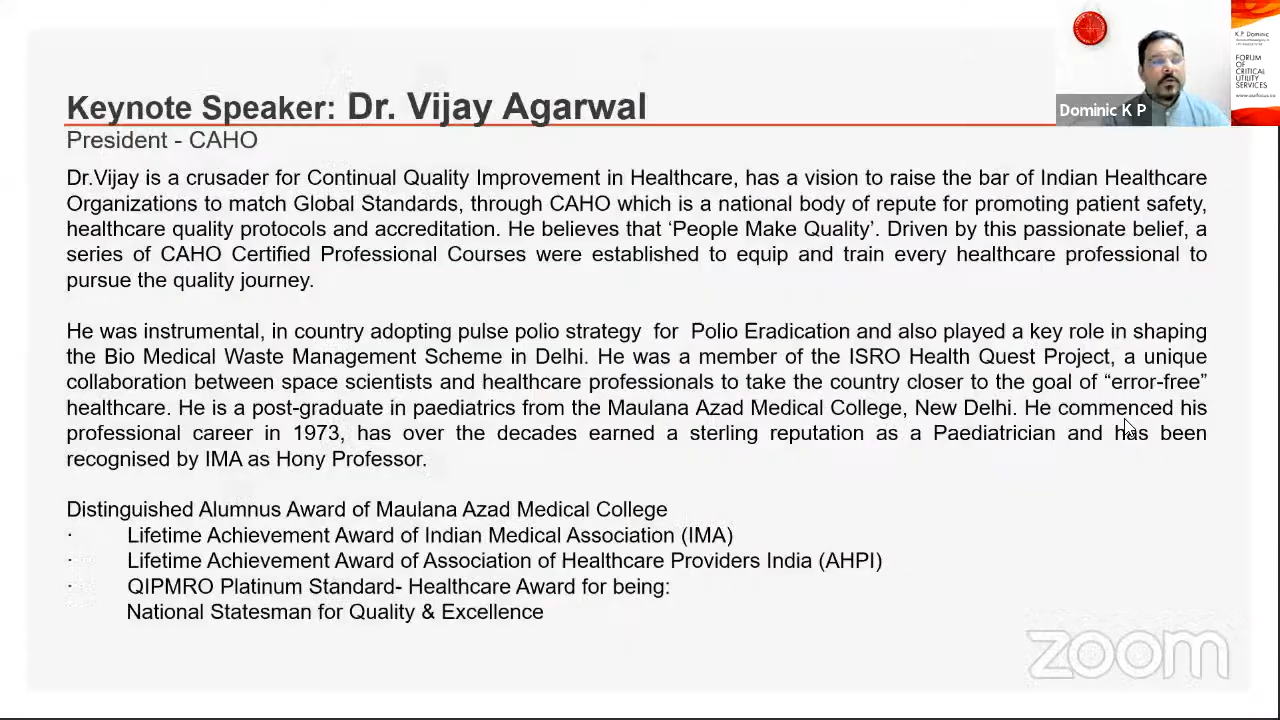 Keynote Speaker: Dr. Vijay Agarwal
President - CAHO
Dr.Vijay is a crusader for Continual Quality Improvement in Healthcare, has a vision to raise the bar of Indian Healthcare
Organizations to match Global Standards, through CAHO which is a national body of repute for promoting patient safety,
healthcare quality protocols and accreditation. He believes that ‘People Make Quality’. Driven by this passionate belief, a
series of CAHO Certified Professional Courses were established to equip and train every healthcare professional to
pursue the quality journey.
He was instrumental, in country adopting pulse polio strategy for Polio Eradication and also played a key role in shaping
the Bio Medical Waste Management Scheme in Delhi. He was a member of the ISRO Health Quest Project, a unique
collaboration between space scientists and healthcare professionals to take the country closer to the goal of “error-free”
healthcare. He is a post-graduate in paediatrics from the Maulana Azad Medical College, New Delhi. He commenced his
professional career in 1973, has over the decades earned a sterling reputation as a Paediatrician and has been
recognised by IMA as Hony Professor.
Distinguished Alumnus Award of Maulana Azad Medical College
· Lifetime Achievement Award of Indian Medical Association (IMA)
· Lifetime Achievement Award of Association of Healthcare Providers India (AHPI)
· QIPMRO Platinum Standard- Healthcare Award for being:
National Statesman for Quality & Excellence
Dominic K P
K P Dominic
FORUM
OF
CRITICAL
UTILITY
SERVICES
zoom